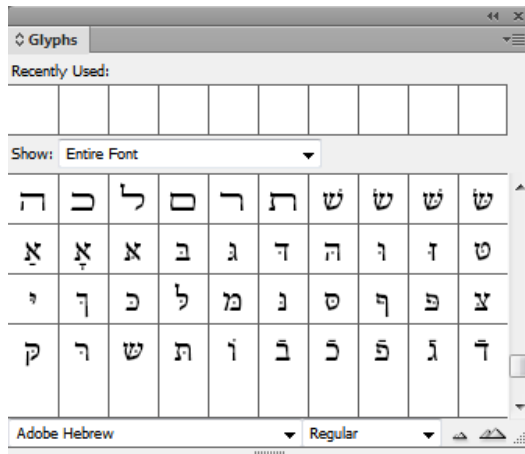 Glyphs
Recently Used:
Show: Entire Font
ﬣ ﬤ ﬥ ﬦ ﬧ ﬨ שׁ שׂ שּׁ שּׂ
אַ אָ אּ בּ גּ דּ הּ וּ זּ טּ
יּ ךּ כּ לּ מּ נּ סּ ףּ פּ צּ
קּ רּ שּ תּ וֹ בֿ כֿ פֿ גֿ דֿ
Adobe Hebrew Regular